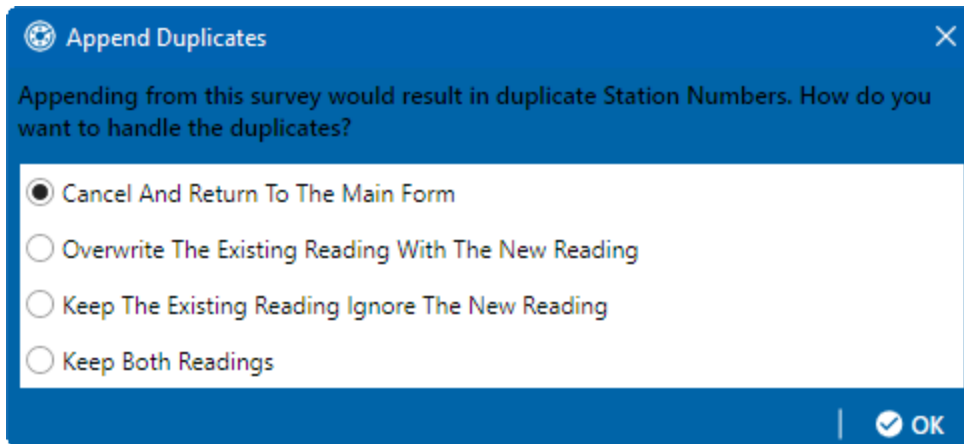 Append Duplicates
Appending from this survey would result in duplicate Station Numbers. How do you
want to handle the duplicates?
Cancel And Return To The Main Form
Overwrite The Existing Reading With The New Reading
Keep The Existing Reading Ignore The New Reading
Keep Both Readings
OK